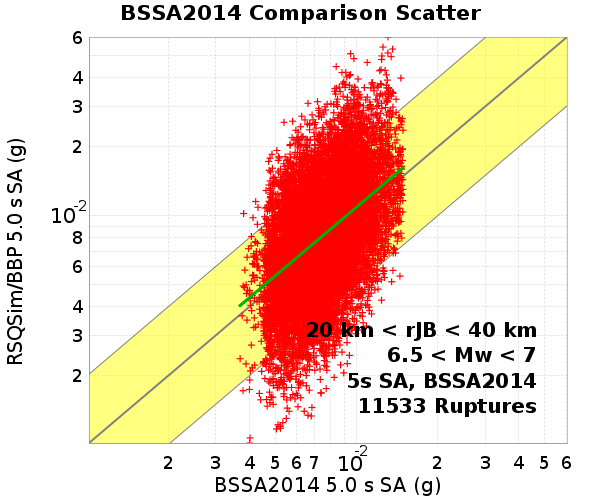 BSSA2014 Comparison Scatter
RSQSim/BBP 5.0 s SA (g)
6
4
3
2
10-2
8
6
4
3
2
20 km < rJB < 40 km
6.5 < Mw < 7
5s SA, BSSA2014
11533 Ruptures
2 3 4 5 6 7 10-2 2 3 4 5 6
BSSA2014 5.0 s SA (g)